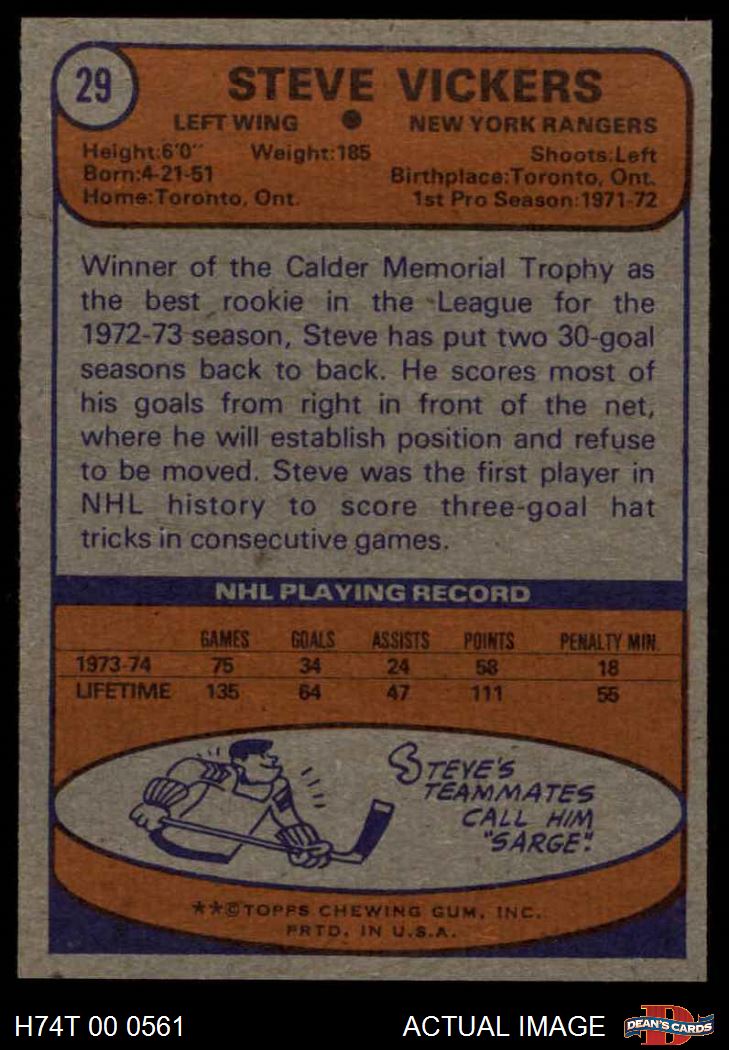 29
STEVE VICKERS
LEFT WING ● NEW YORK RANGERS
Height:6'0" Weight:185 Shoots:Left
Born:4-21-51 Birthplace:Toronto, Ont.
Home:Toronto, Ont. 1st Pro Season:1971-72
Winner of the Calder Memorial Trophy as
the best rookie in the League for the
1972-73 season, Steve has put two 30-goal
seasons back to back. He scores most of
his goals from right in front of the net,
where he will establish position and refuse
to be moved. Steve was the first player in
NHL history to score three-goal hat
tricks in consecutive games.
NHL PLAYING RECORD
GAMES GOALS ASSISTS POINTS PENALTY MIN.
1973-74 75 34 24 58 18
LIFETIME 135 64 47 111 55
STEVE'S
TEAMMATES
CALL HIM
"SARGE".
**©TOPPS CHEWING GUM, INC.
PRTD. IN U.S.A.
H74T 00 0561 ACTUAL IMAGE DEAN'S CARDS